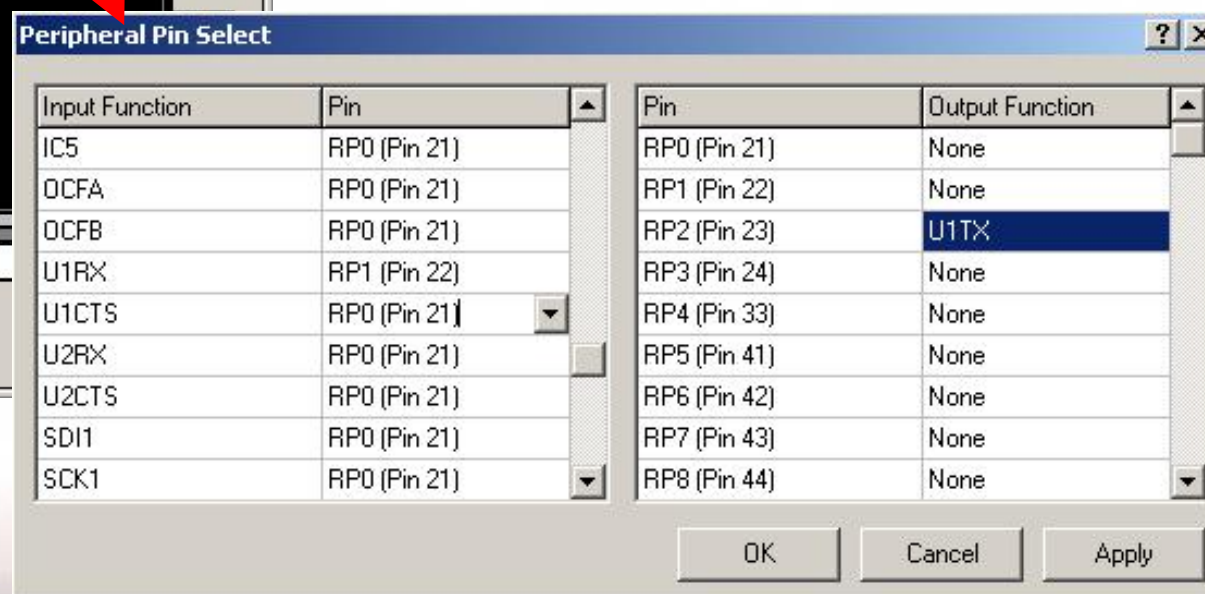 Peripheral Pin Select
Input Function Pin
IC5 RP0 (Pin 21)
OCFA RP0 (Pin 21)
OCFB RP0 (Pin 21)
U1RX RP1 (Pin 22)
U1CTS RP0 (Pin 21)
U2RX RP0 (Pin 21)
U2CTS RP0 (Pin 21)
SDI1 RP0 (Pin 21)
SCK1 RP0 (Pin 21)
Pin Output Function
RP0 (Pin 21) None
RP1 (Pin 22) None
RP2 (Pin 23) U1TX
RP3 (Pin 24) None
RP4 (Pin 33) None
RP5 (Pin 41) None
RP6 (Pin 42) None
RP7 (Pin 43) None
RP8 (Pin 44) None
OK Cancel Apply